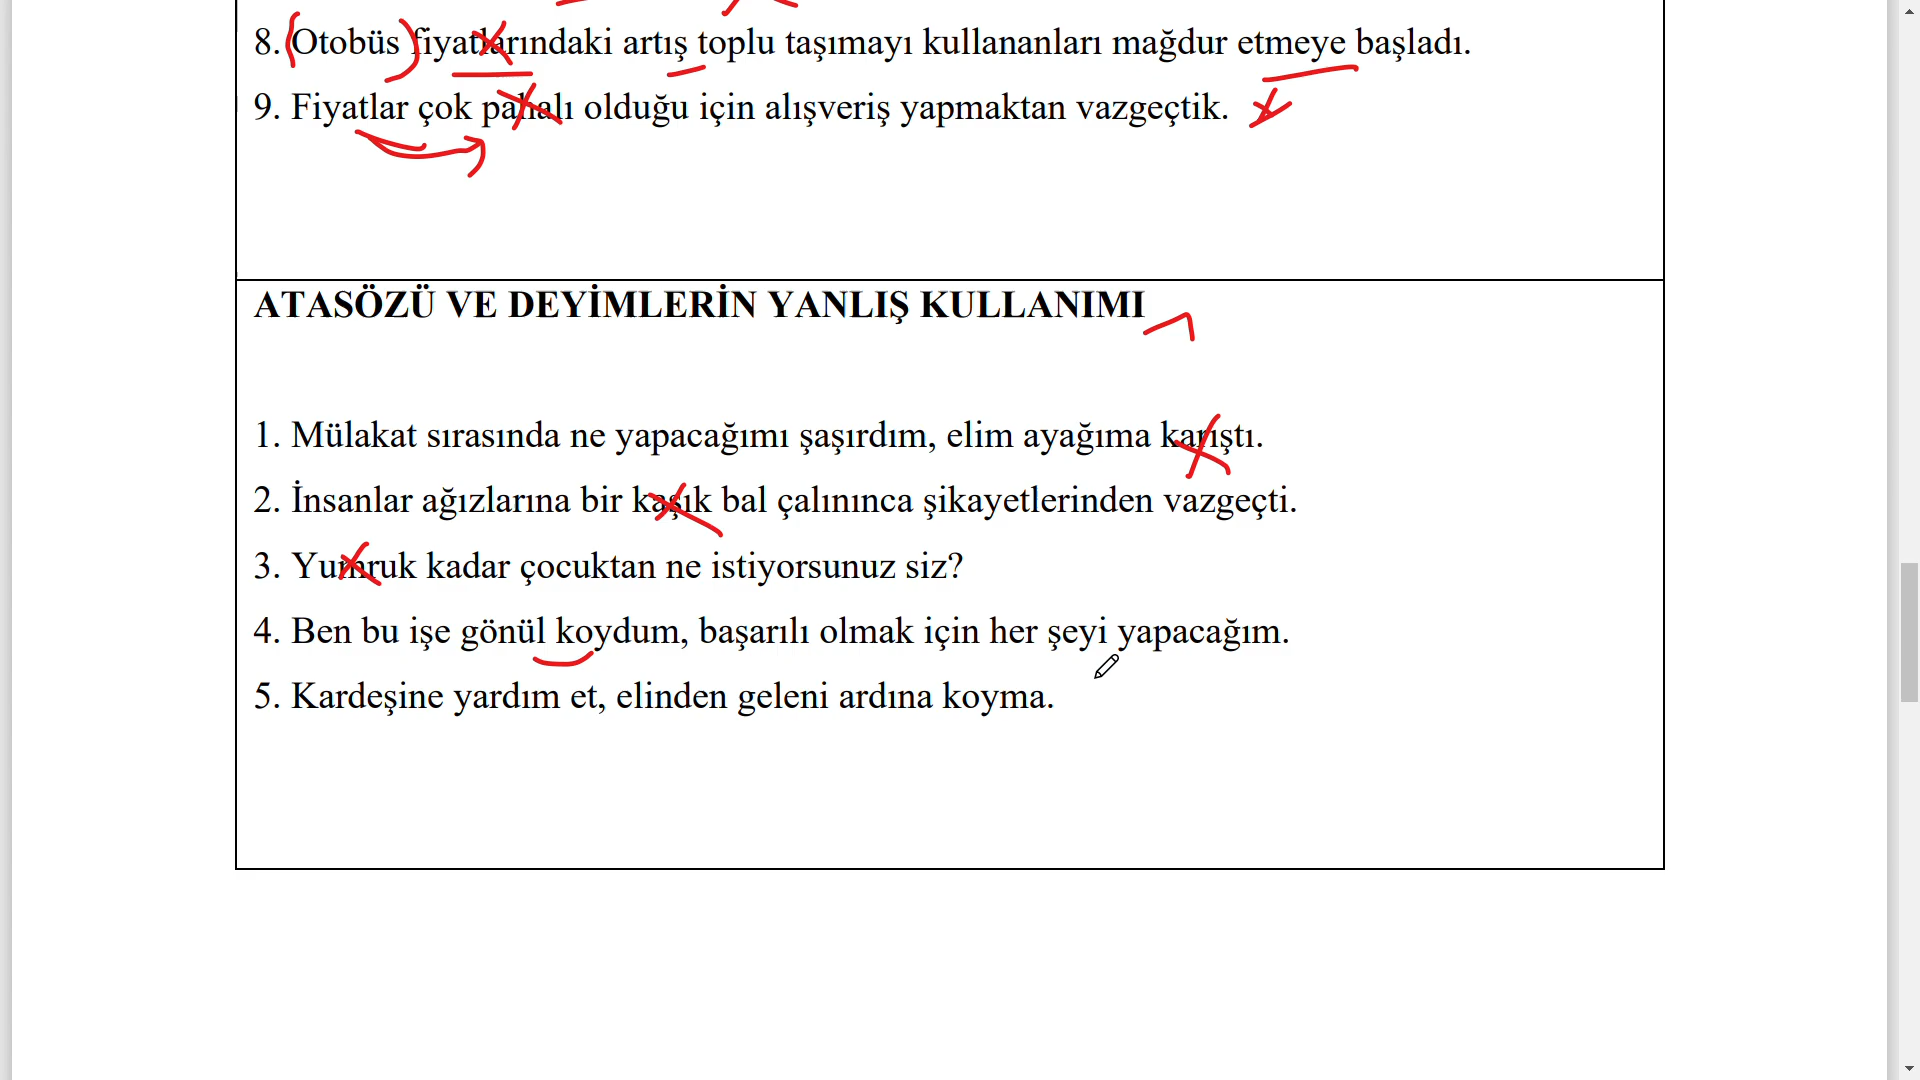 8. Otobüs fiyatlarındaki artış toplu taşımayı kullananları mağdur etmeye başladı.
9. Fiyatlar çok pahalı olduğu için alışveriş yapmaktan vazgeçtik.
ATASÖZÜ VE DEYİMLERİN YANLIŞ KULLANIMI
1. Mülakat sırasında ne yapacağımı şaşırdım, elim ayağıma karıştı.
2. İnsanlar ağızlarına bir kaşık bal çalınınca şikayetlerinden vazgeçti.
3. Yumruk kadar çocuktan ne istiyorsunuz siz?
4. Ben bu işe gönül koydum, başarılı olmak için her şeyi yapacağım.
5. Kardeşine yardım et, elinden geleni ardına koyma.